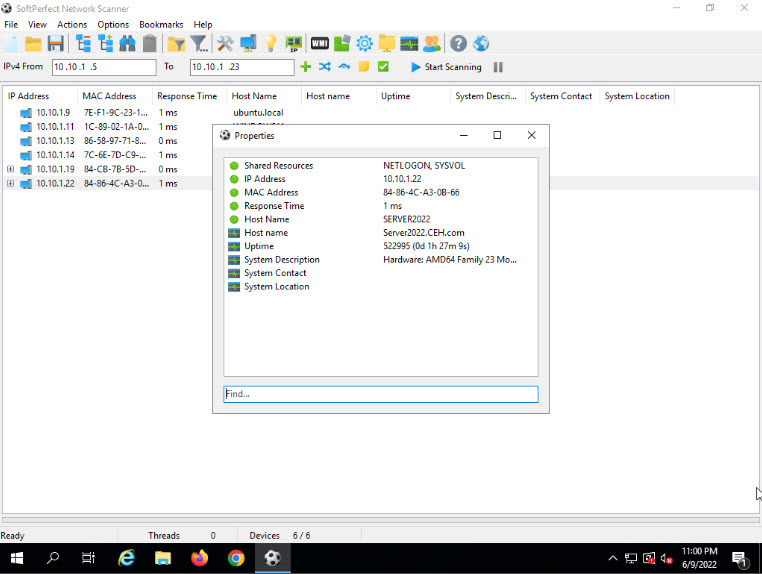 SoftPerfect Network Scanner
File View Actions Options Bookmarks Help
WMI IP
IPv4 From 10 .10 .1 .5 To 10 .10 .1 .23 Start Scanning
IP Address MAC Address Response Time Host Name Host name Uptime System Descri... System Contact System Location
10.10.1.9 7E-F1-9C-23-1... 1 ms ubuntu.local
10.10.1.11 1C-89-02-1A-0... 1 ms
10.10.1.13 86-58-97-71-8... 0 ms
10.10.1.14 7C-6E-7D-C9-... 1 ms
10.10.1.19 84-CB-7B-5D-... 0 ms
10.10.1.22 84-86-4C-A3-0... 1 ms
Properties
Shared Resources NETLOGON, SYSVOL
IP Address 10.10.1.22
MAC Address 84-86-4C-A3-0B-66
Response Time 1 ms
Host Name SERVER2022
Host name Server2022.CEH.com
Uptime 522995 (0d 1h 27m 9s)
System Description Hardware: AMD64 Family 23 Mo...
System Contact
System Location
Find...
Ready Threads 0 Devices 6 / 6
11:00 PM
6/9/2022
1